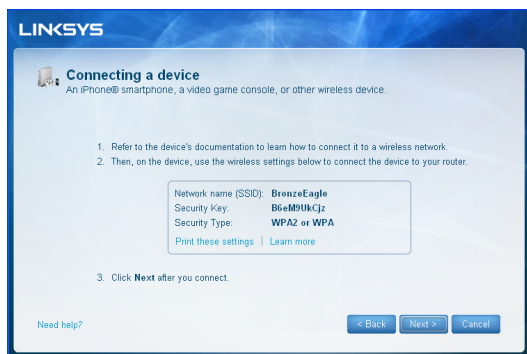 LINKSYS
Connecting a device
An iPhone® smartphone, a video game console, or other wireless device.
1. Refer to the device's documentation to learn how to connect it to a wireless network.
2. Then, on the device, use the wireless settings below to connect the device to your router.
Network name (SSID): BronzeEagle
Security Key: B6eM9UkCjz
Security Type: WPA2 or WPA
Print these settings | Learn more
3. Click Next after you connect.
Need help? < Back Next > Cancel